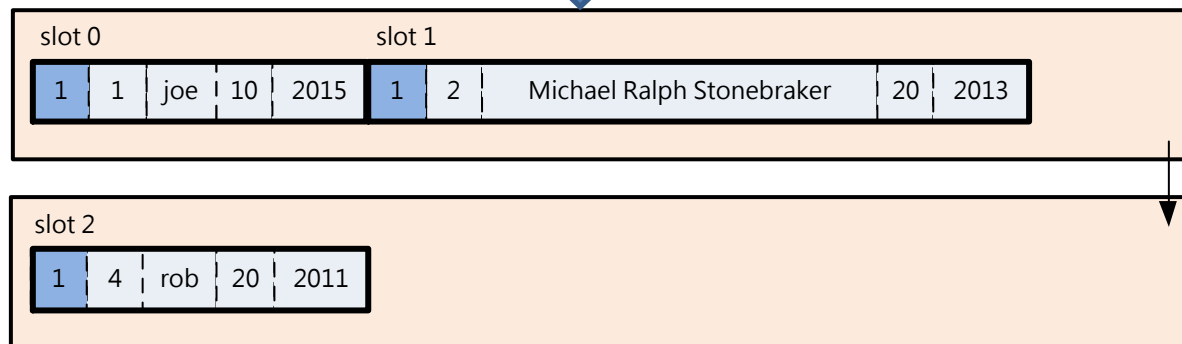 slot 0 slot 1
1 1 joe 10 2015 1 2 Michael Ralph Stonebraker 20 2013
slot 2
1 4 rob 20 2011